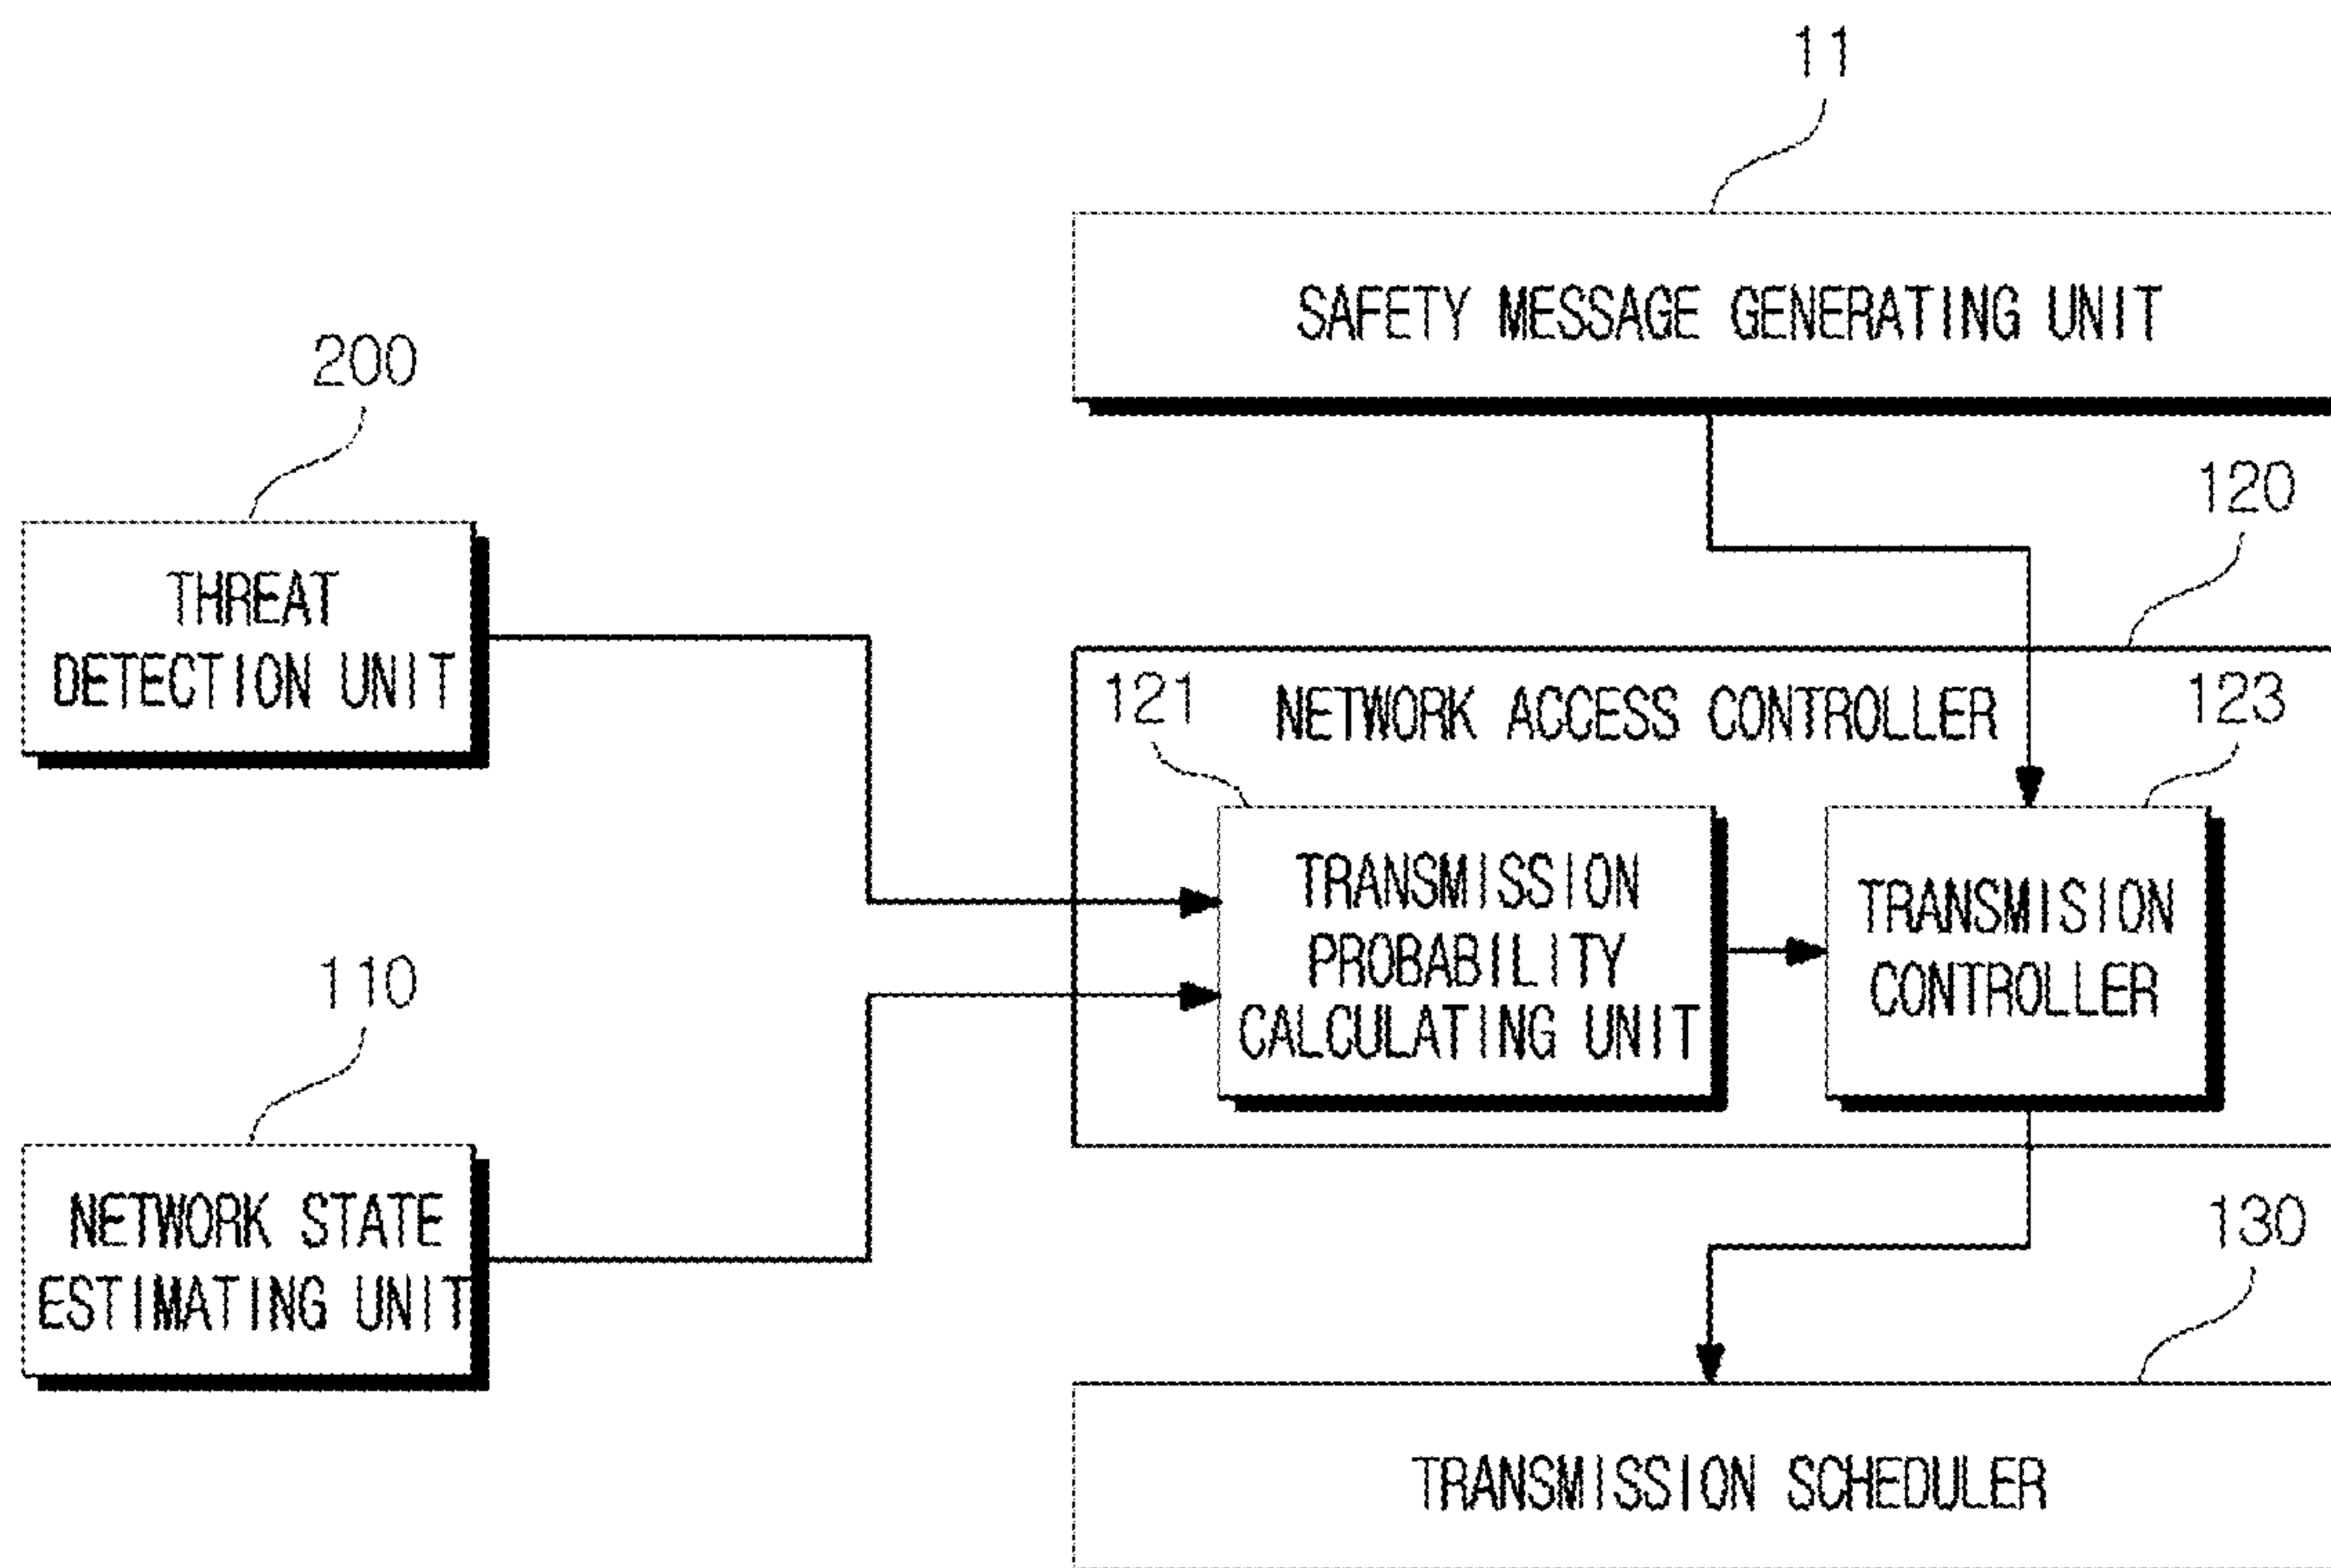 11
SAFETY MESSAGE GENERATING UNIT
200
THREAT
DETECTION UNIT
120
NETWORK ACCESS CONTROLLER
121
123
TRANSMISSION
PROBABILITY
CALCULATING UNIT
TRANSMISION
CONTROLLER
110
NETWORK STATE
ESTIMATING UNIT
130
TRANSMISSION SCHEDULER